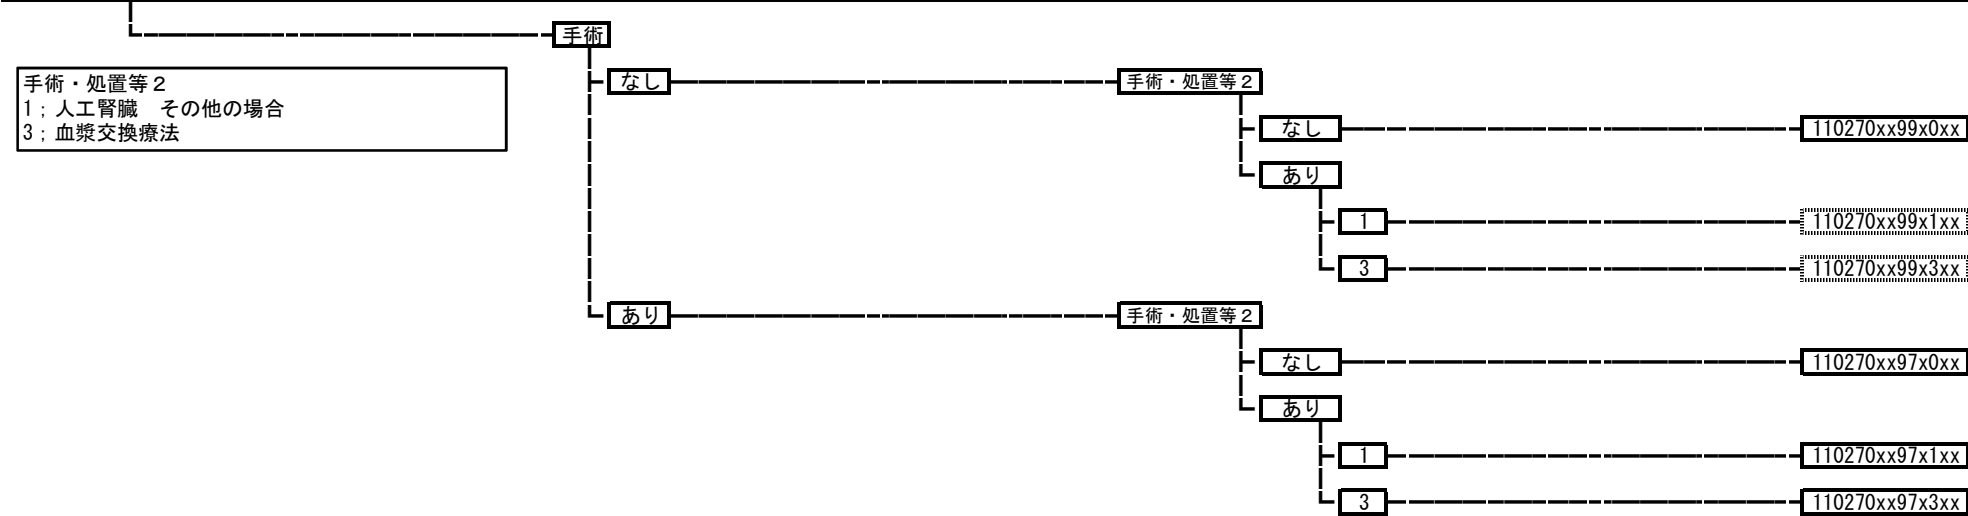 手術
手術・処置等２
1；人工腎臓　その他の場合
3；血漿交換療法
なし
手術・処置等２
なし
110270xx99x0xx
あり
1
110270xx99x1xx
3
110270xx99x3xx
あり
手術・処置等２
なし
110270xx97x0xx
あり
1
110270xx97x1xx
3
110270xx97x3xx